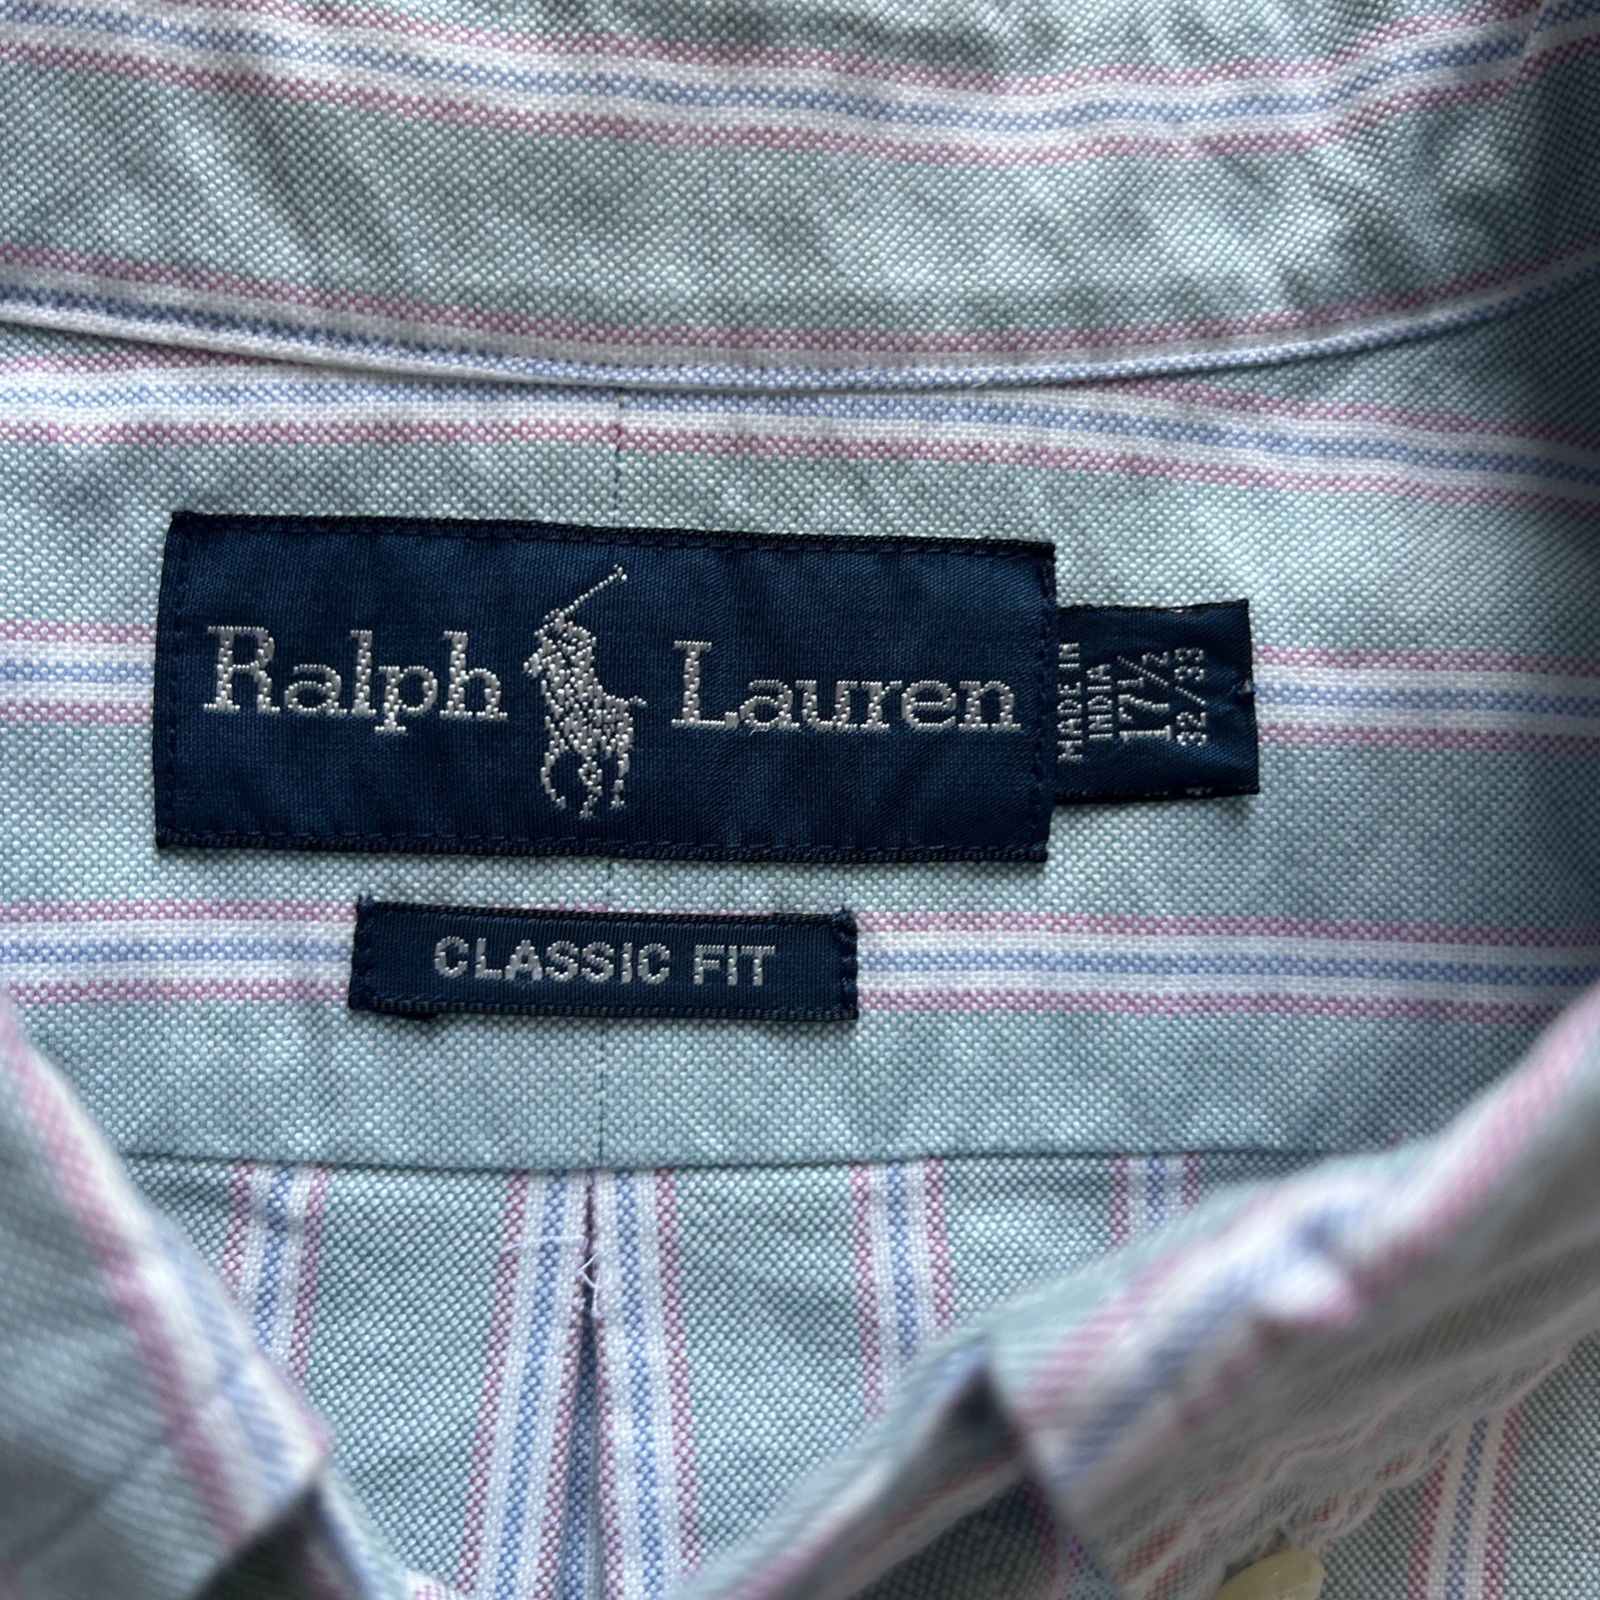 Ralph Lauren
MADE IN
INDIA
17½
32/33
CLASSIC FIT